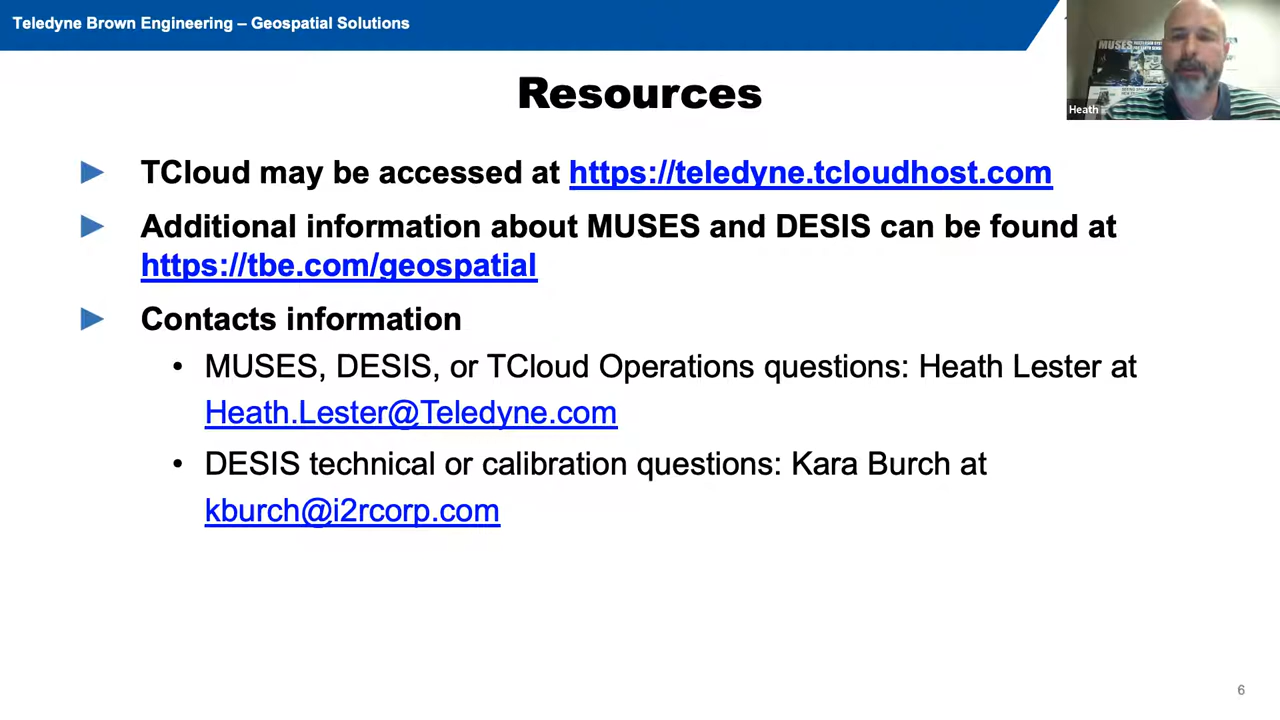 Teledyne Brown Engineering – Geospatial Solutions
MUSES
Heath
Resources
TCloud may be accessed at https://teledyne.tcloudhost.com
Additional information about MUSES and DESIS can be found at
https://tbe.com/geospatial
Contacts information
• MUSES, DESIS, or TCloud Operations questions: Heath Lester at
Heath.Lester@Teledyne.com
• DESIS technical or calibration questions: Kara Burch at
kburch@i2rcorp.com
6